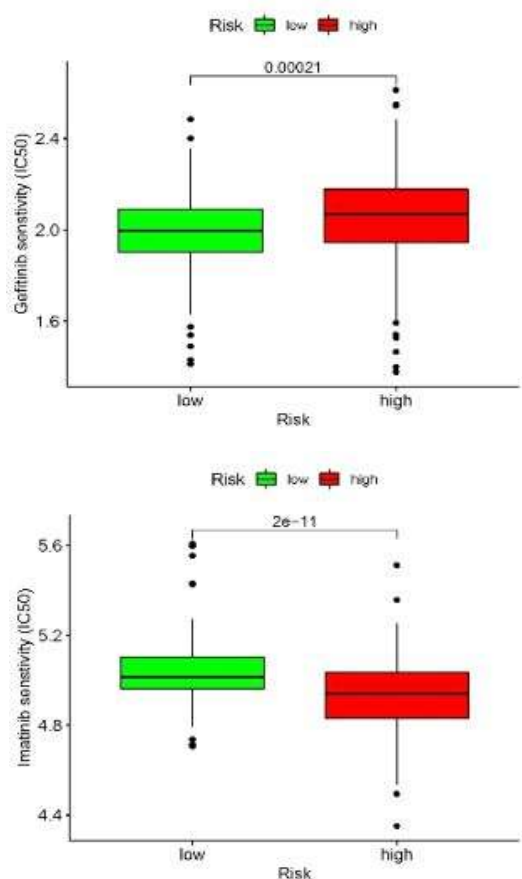 Risk low high
0.00021
Gefitinib senstivity (IC50)
2.4
2.0
1.6
low high
Risk
Risk low high
2e−11
Imatinib senstivity (IC50)
5.6
5.2
4.8
4.4
low high
Risk